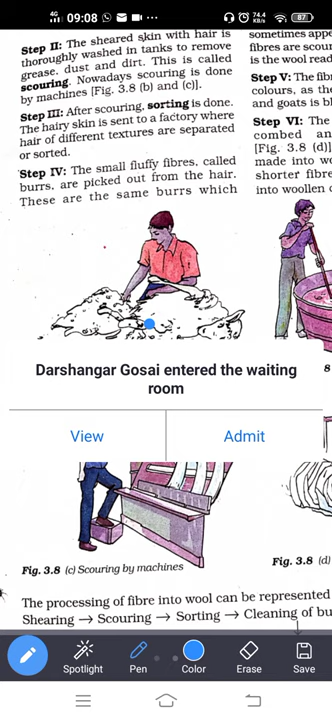 4G 09:08 74.4 KB/s 87
Step II: The sheared skin with hair is
thoroughly washed in tanks to remove
grease, dust and dirt. This is called
scouring. Nowadays scouring is done
by machines [Fig. 3.8 (b) and (c)].
Step III: After scouring, sorting is done.
The hairy skin is sent to a factory where
hair of different textures are separated
or sorted.
Step IV: The small fluffy fibres, called
burrs, are picked out from the hair.
These are the same burrs which
sometimes appe
fibres are scour
is the wool read
Step V: The fib
colours, as the
and goats is bl
Step VI: The
combed an
[Fig. 3.8 (d)]
made into wo
shorter fibre
into woollen c
8
Darshangar Gosai entered the waiting
room
View Admit
Fig. 3.8 (c) Scouring by machines
Fig. 3.8 (d)
The processing of fibre into wool can be represented
Shearing → Scouring → Sorting → Cleaning of bu
Spotlight Pen Color Erase Save